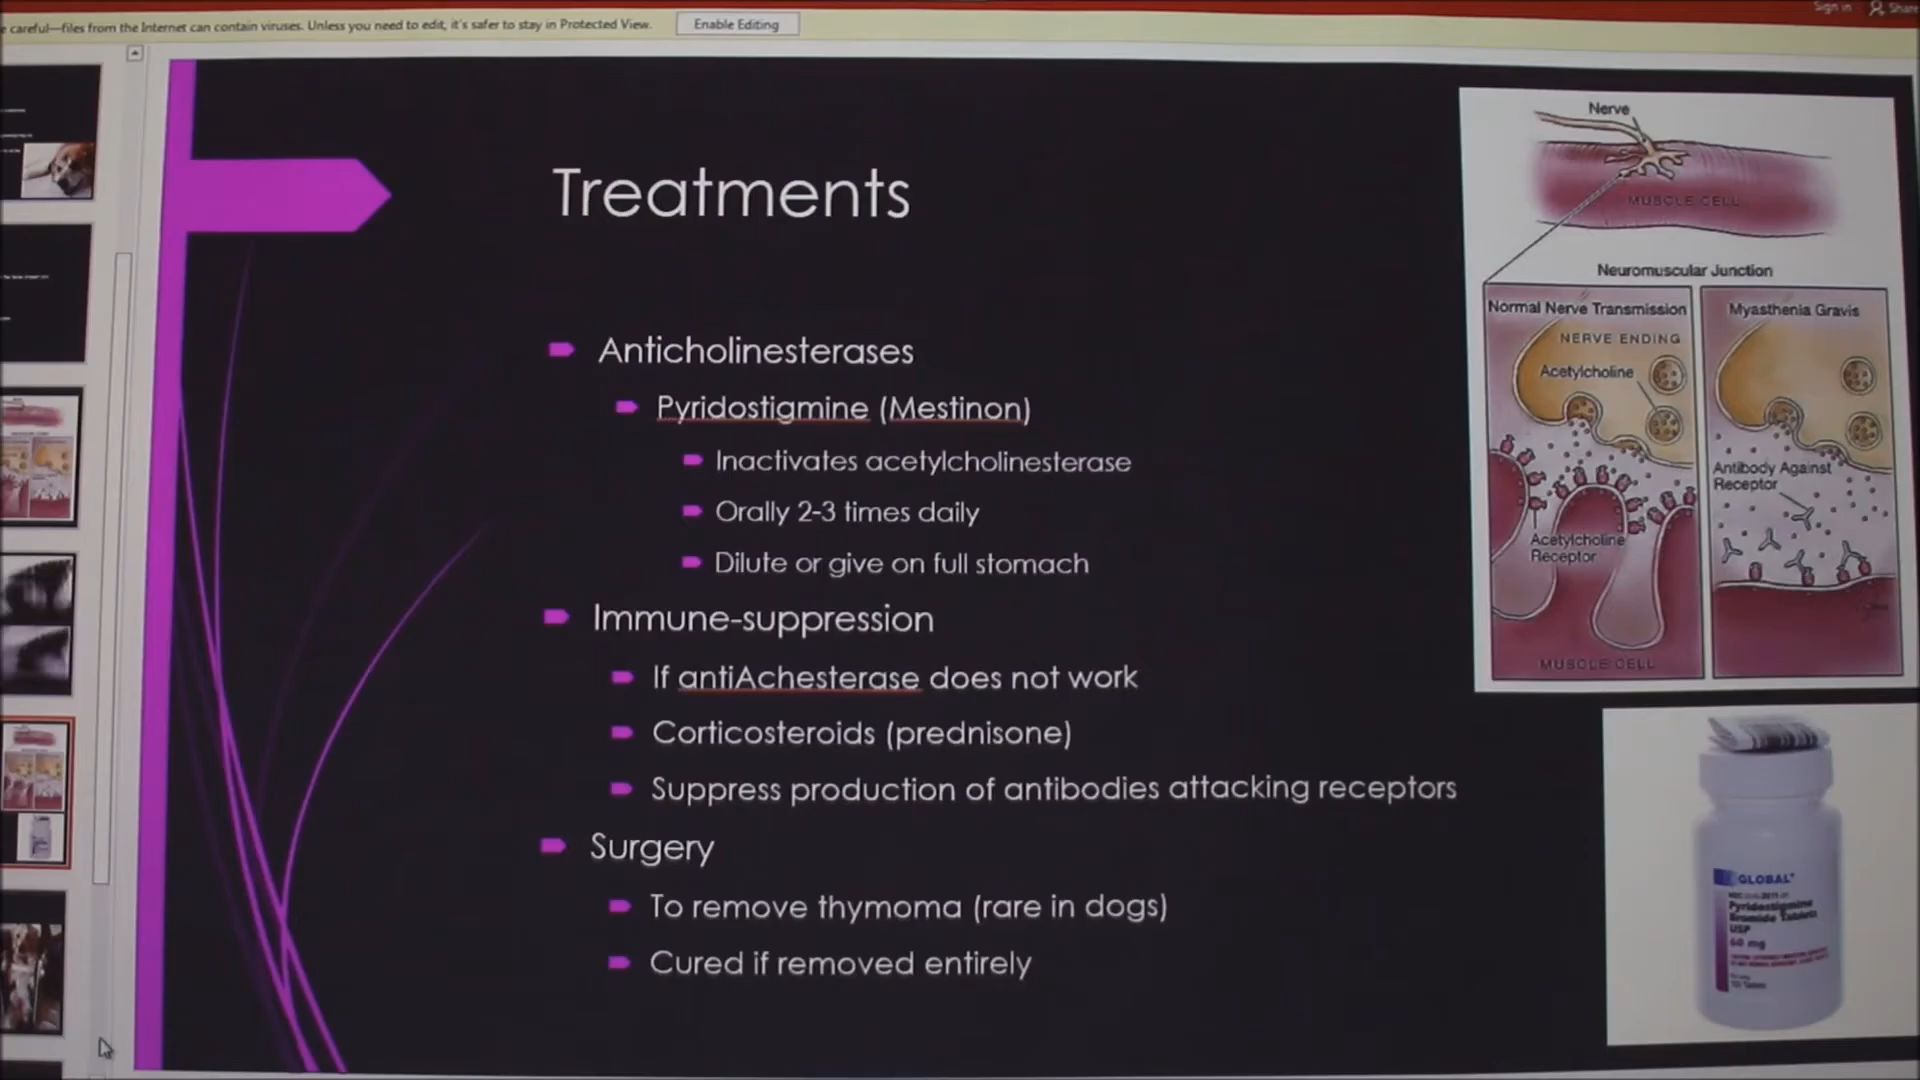 e careful—files from the Internet can contain viruses. Unless you need to edit, it's safer to stay in Protected View.
Enable Editing
Sign in
Share
Treatments
Anticholinesterases
Pyridostigmine (Mestinon)
Inactivates acetylcholinesterase
Orally 2-3 times daily
Dilute or give on full stomach
Immune-suppression
If antiAchesterase does not work
Corticosteroids (prednisone)
Suppress production of antibodies attacking receptors
Surgery
To remove thymoma (rare in dogs)
Cured if removed entirely
Nerve
MUSCLE CELL
Neuromuscular Junction
Normal Nerve Transmission
NERVE ENDING
Acetylcholine
Acetylcholine
Receptor
MUSCLE CELL
Myasthenia Gravis
Antibody Against
Receptor
GLOBAL
Pyridostigmine
Bromide Tablets
USP
60 mg